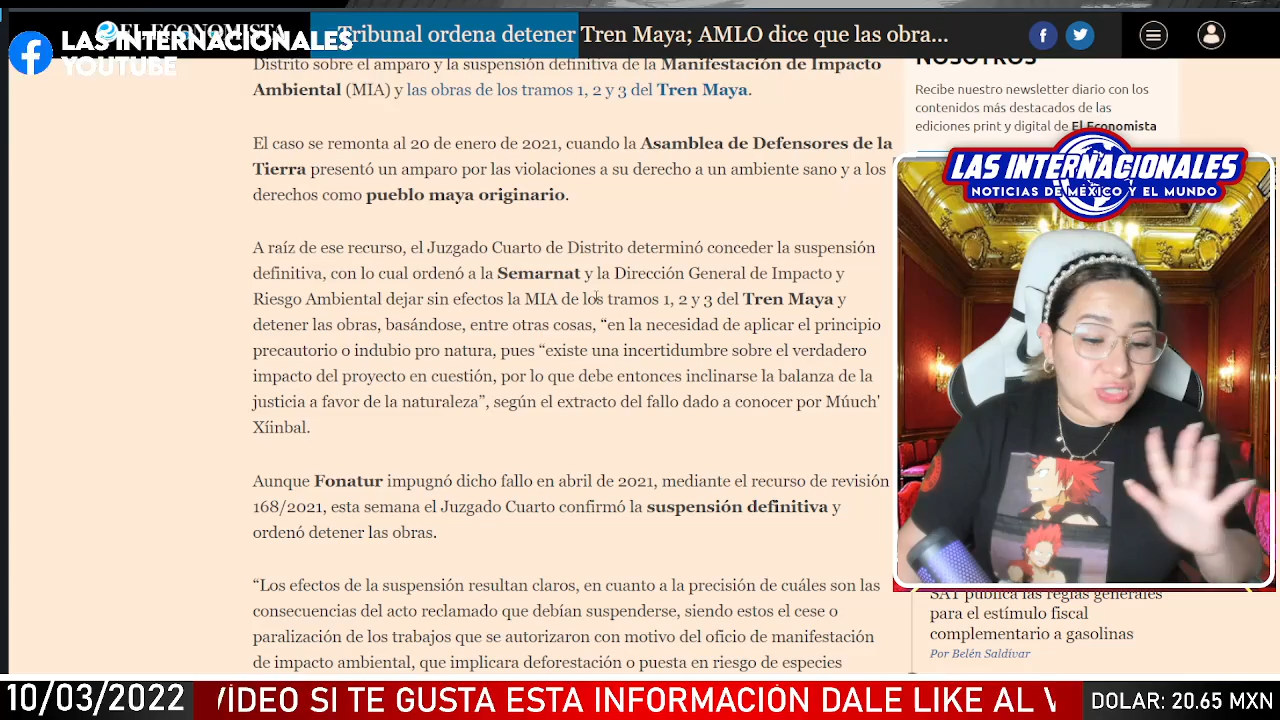 EL ECONOMISTA
Tribunal ordena detener Tren Maya; AMLO dice que las obra...
LAS INTERNACIONALES
YOUTUBE
NOSOTROS
Distrito sobre el amparo y la suspensión definitiva de la Manifestación de Impacto
Ambiental (MIA) y las obras de los tramos 1, 2 y 3 del Tren Maya.
Recibe nuestro newsletter diario con los
contenidos más destacados de las
ediciones print y digital de El Economista
El caso se remonta al 20 de enero de 2021, cuando la Asamblea de Defensores de la
Tierra presentó un amparo por las violaciones a su derecho a un ambiente sano y a los
derechos como pueblo maya originario.
LAS INTERNACIONALES
NOTICIAS DE MÉXICO Y EL MUNDO
A raíz de ese recurso, el Juzgado Cuarto de Distrito determinó conceder la suspensión
definitiva, con lo cual ordenó a la Semarnat y la Dirección General de Impacto y
Riesgo Ambiental dejar sin efectos la MIA de los tramos 1, 2 y 3 del Tren Maya y
detener las obras, basándose, entre otras cosas, “en la necesidad de aplicar el principio
precautorio o indubio pro natura, pues “existe una incertidumbre sobre el verdadero
impacto del proyecto en cuestión, por lo que debe entonces inclinarse la balanza de la
justicia a favor de la naturaleza”, según el extracto del fallo dado a conocer por Múuch'
Xíinbal.
Aunque Fonatur impugnó dicho fallo en abril de 2021, mediante el recurso de revisión
168/2021, esta semana el Juzgado Cuarto confirmó la suspensión definitiva y
ordenó detener las obras.
“Los efectos de la suspensión resultan claros, en cuanto a la precisión de cuáles son las
consecuencias del acto reclamado que debían suspenderse, siendo estos el cese o
paralización de los trabajos que se autorizaron con motivo del oficio de manifestación
de impacto ambiental, que implicara deforestación o puesta en riesgo de especies
SAT publica las reglas generales
para el estímulo fiscal
complementario a gasolinas
Por Belén Saldívar
10/03/2022
VÍDEO SI TE GUSTA ESTA INFORMACIÓN DALE LIKE AL V
DOLAR: 20.65 MXN